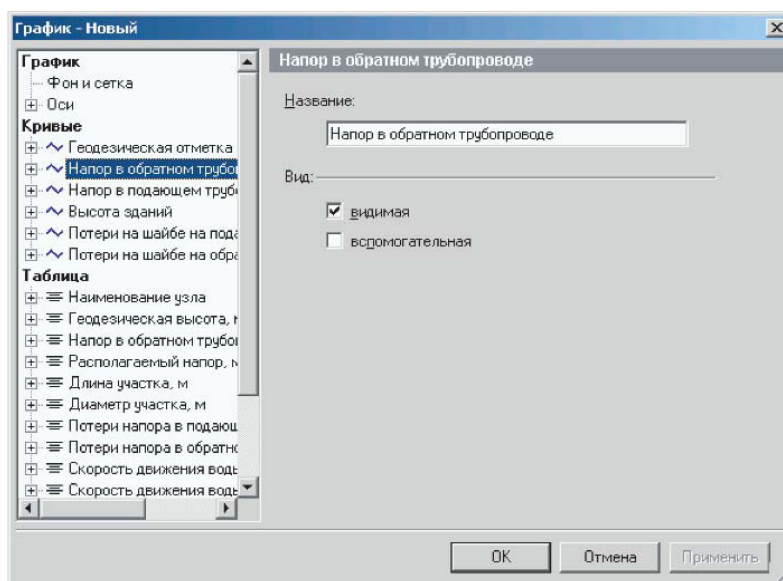 График - Новый
График
Фон и сетка
Оси
Кривые
Геодезическая отметка
Напор в обратном трубо
Напор в подающем труб
Высота зданий
Потери на шайбе на пода
Потери на шайбе на обра
Таблица
Наименование узла
Геодезическая высота,
Напор в обратном трубо
Располагаемый напор, м
Длина участка, м
Диаметр участка, м
Потери напора в подающ
Потери напора в обратно
Скорость движения воды
Скорость движения воды
Напор в обратном трубопроводе
Название:
Напор в обратном трубопроводе
Вид:
видимая
вспомогательная
OK
Отмена
Применить